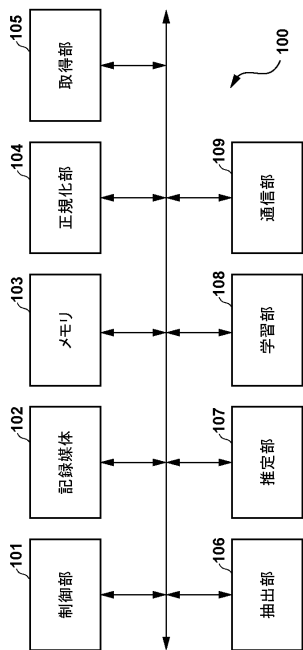 101
制御部
102
記録媒体
103
メモリ
104
正規化部
105
取得部
100
106
抽出部
107
推定部
108
学習部
109
通信部